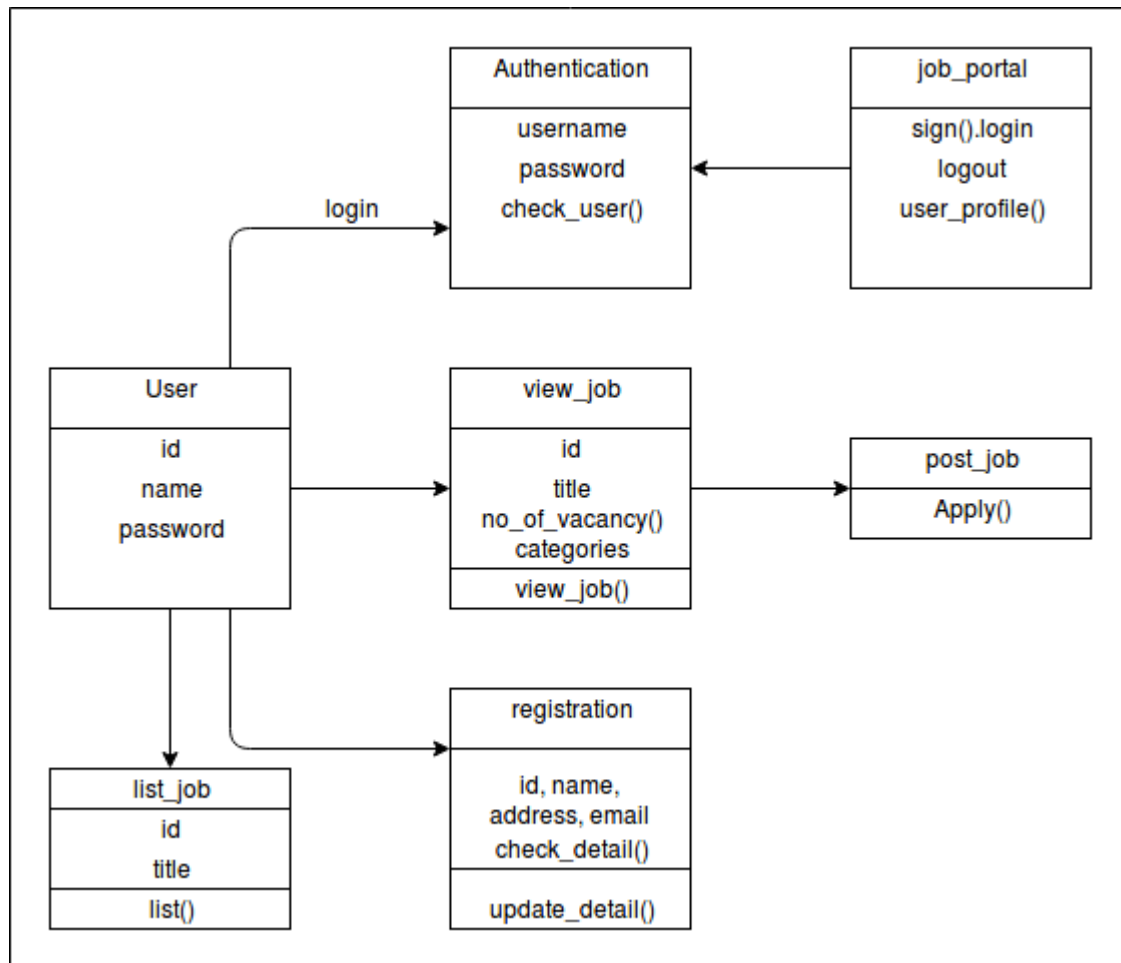 Authentication
username
password
check_user()
job_portal
sign().login
logout
user_profile()
login
User
id
name
password
view_job
id
title
no_of_vacancy()
categories
view_job()
post_job
Apply()
list_job
id
title
list()
registration
id, name,
address, email
check_detail()
update_detail()